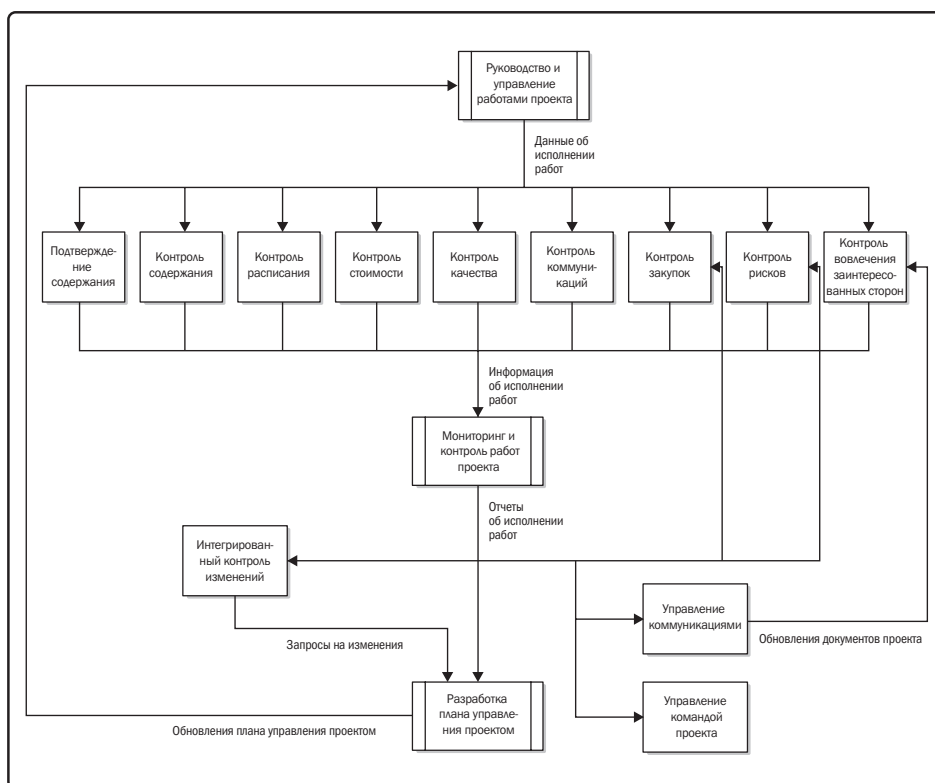 Руководство и
управление
работами проекта
Данные об
исполнении
работ
Подтвержде-
ние
содержания
Контроль
содержания
Контроль
расписания
Контроль
стоимости
Контроль
качества
Контроль
коммуни-
каций
Контроль
закупок
Контроль
рисков
Контроль
вовлечения
заинтересо-
ванных сторон
Информация
об исполнении
работ
Мониторинг и
контроль работ
проекта
Отчеты
об исполнении
работ
Интегрирован-
ный контроль
изменений
Управление
коммуникациями
Обновления документов проекта
Запросы на изменения
Разработка
плана управле-
ния проектом
Управление
командой
проекта
Обновления плана управления проектом